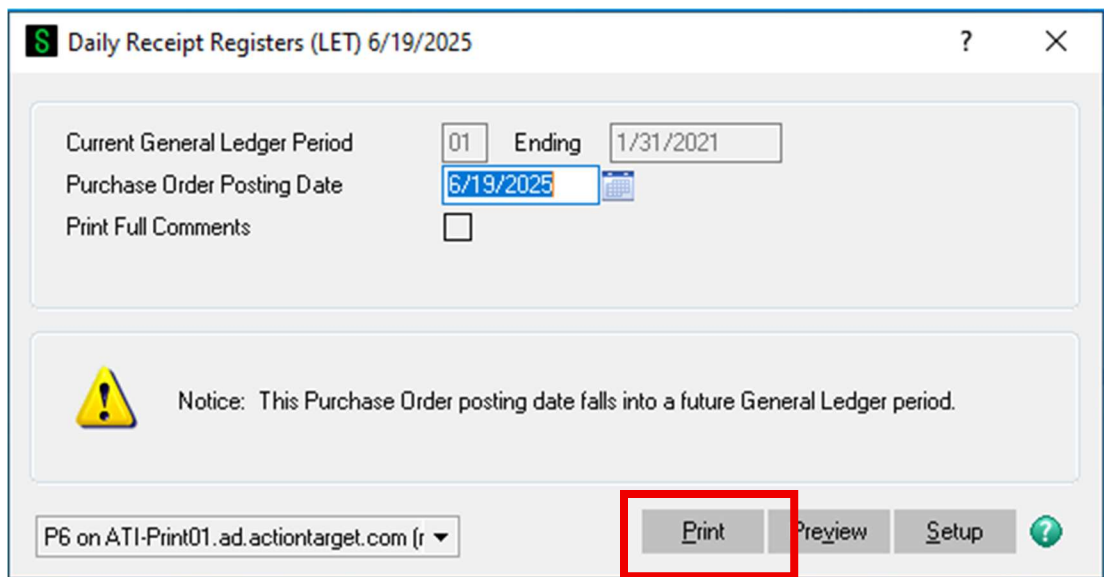 S Daily Receipt Registers (LET) 6/19/2025 ?
Current General Ledger Period 01 Ending 1/31/2021
Purchase Order Posting Date 6/19/2025
Print Full Comments
! Notice: This Purchase Order posting date falls into a future General Ledger period.
P6 on ATI-Print01.ad.actiontarget.com (r Print Preview Setup ?